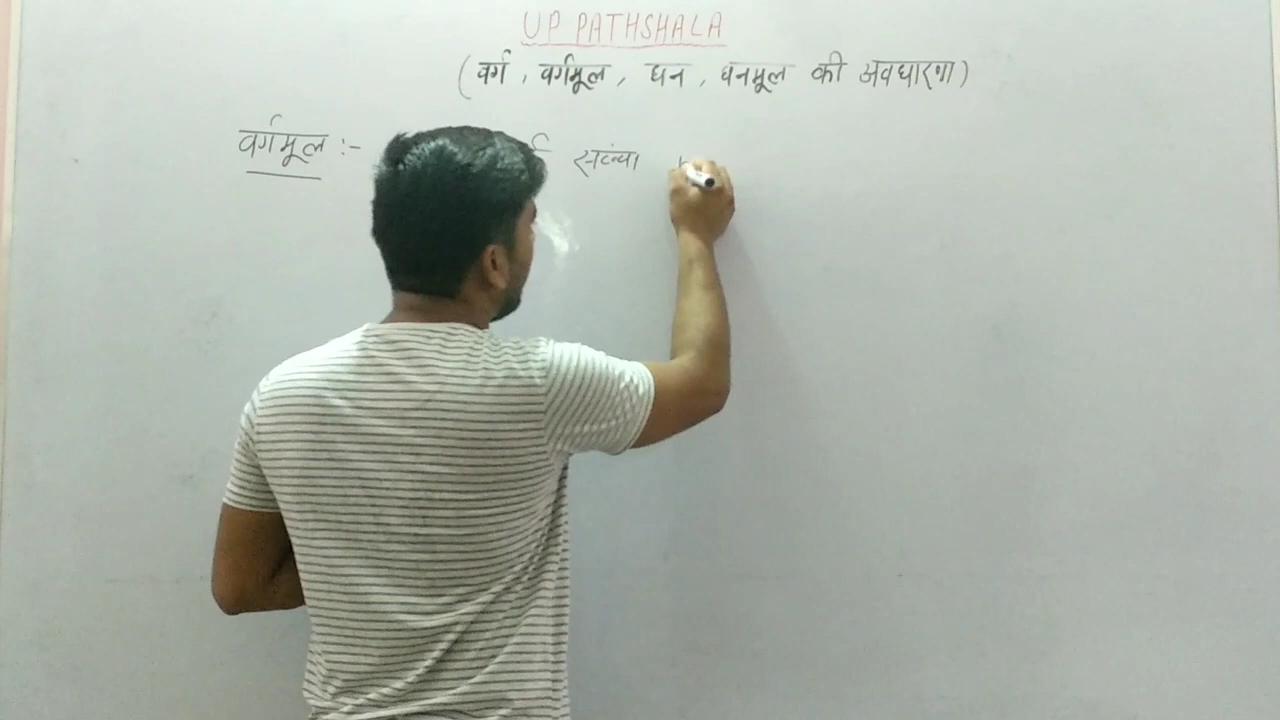 UP PATHSHALA
(वर्ग, वर्गमूल, घन, घनमूल की अवधारणा)
वर्गमूल :- संख्या